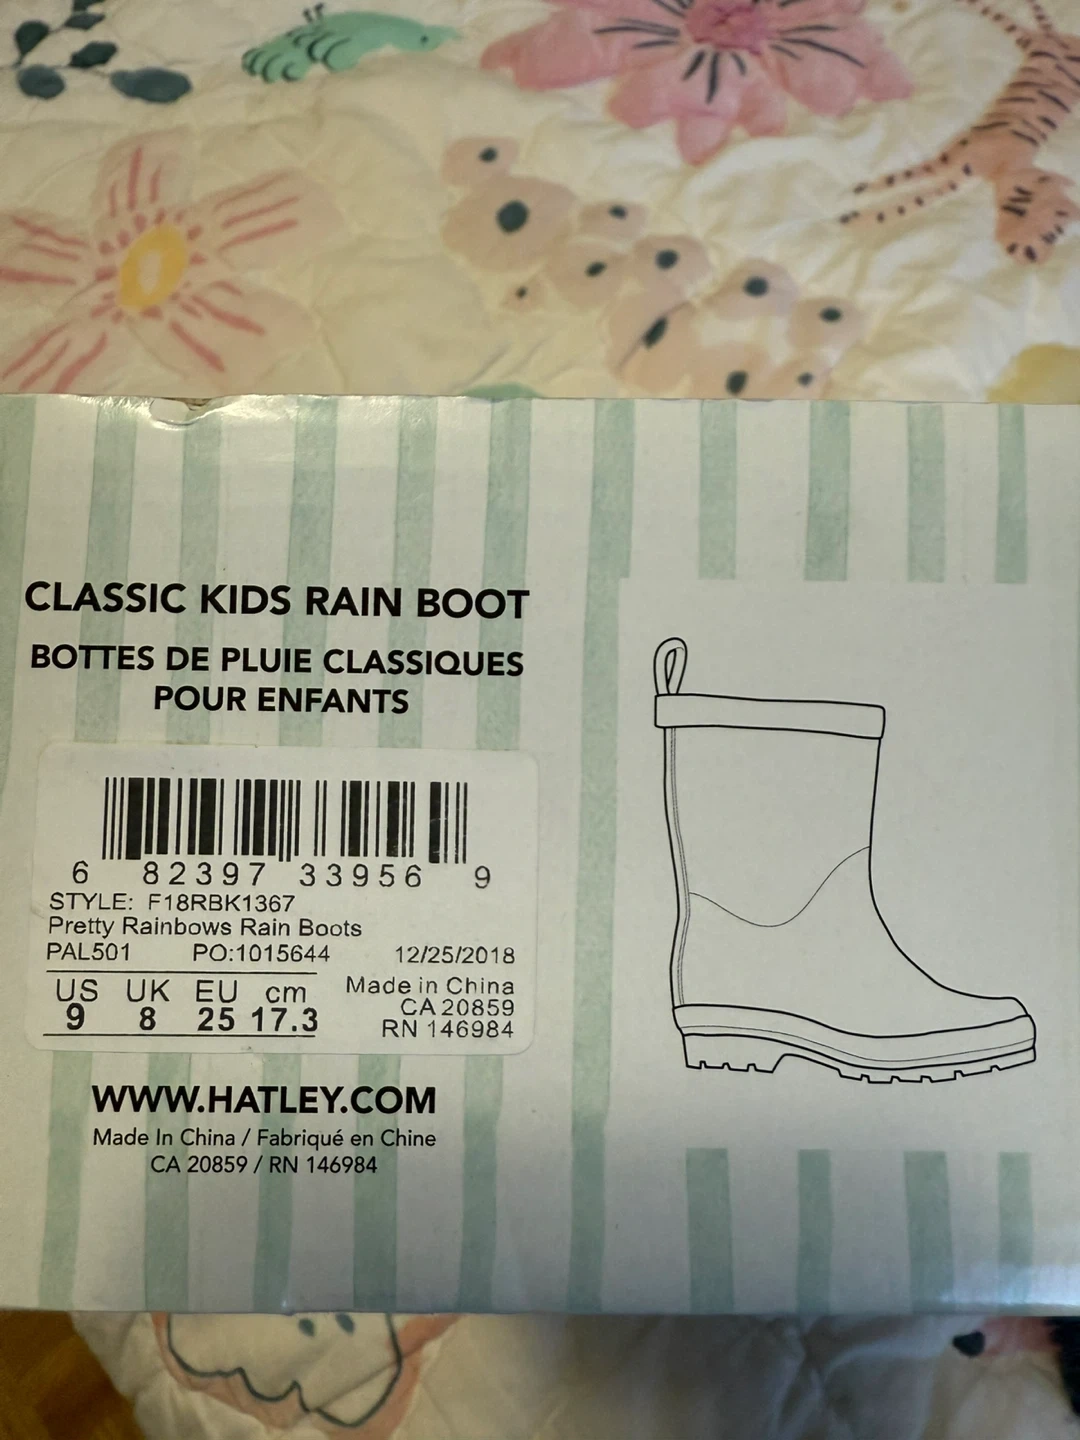 CLASSIC KIDS RAIN BOOT
BOTTES DE PLUIE CLASSIQUES
POUR ENFANTS
6 82397 33956 9
STYLE: F18RBK1367
Pretty Rainbows Rain Boots
PAL501 PO:1015644 12/25/2018
US UK EU cm
9 8 25 17.3
Made in China
CA 20859
RN 146984
WWW.HATLEY.COM
Made In China / Fabriqué en Chine
CA 20859 / RN 146984